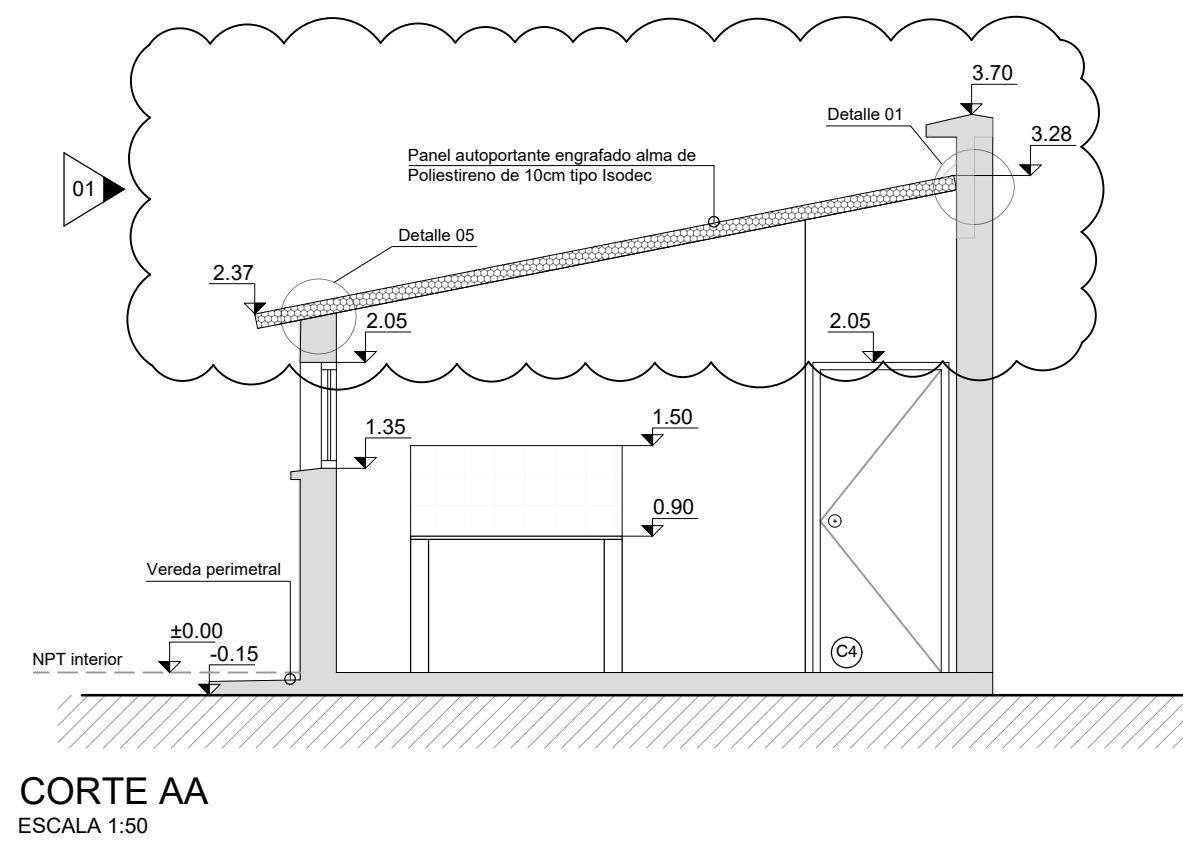 3.70
Detalle 01
3.28
Panel autoportante engrafado alma de
Poliestireno de 10cm tipo Isodec
01
Detalle 05
2.37
2.05
2.05
1.35
1.50
0.90
Vereda perimetral
±0.00
-0.15
NPT interior
C4
CORTE AA
ESCALA 1:50